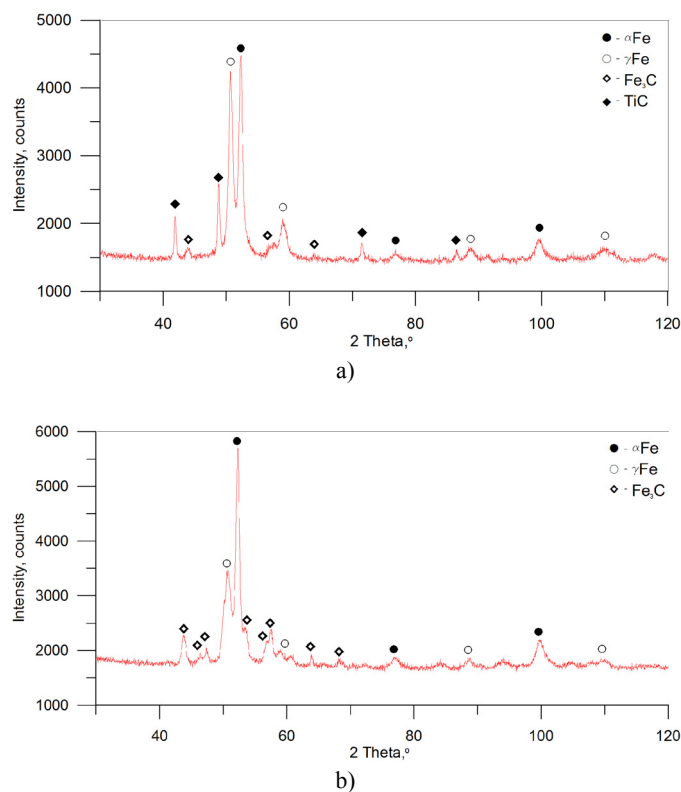 5000
4000
3000
2000
1000
Intensity, counts
- αFe
- γFe
- Fe₃C
- TiC
40 60 80 100 120
2 Theta,º
a)
6000
5000
4000
3000
2000
1000
Intensity, counts
- αFe
- γFe
- Fe₃C
40 60 80 100 120
2 Theta,º
b)